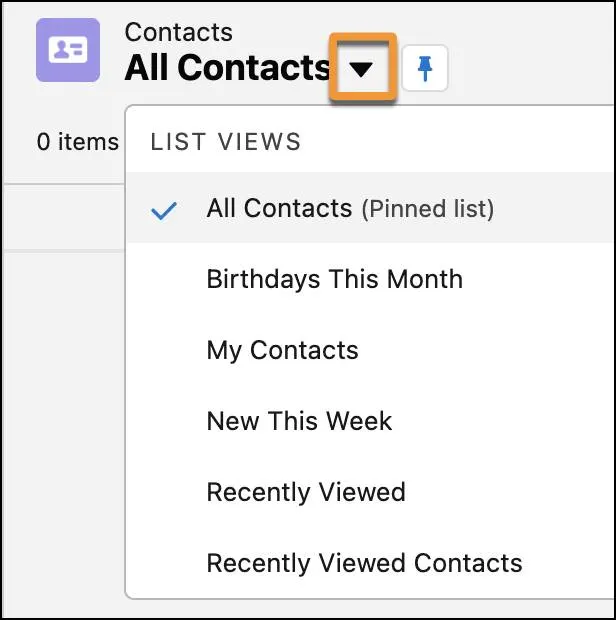 Contacts
All Contacts
0 items
LIST VIEWS
All Contacts (Pinned list)
Birthdays This Month
My Contacts
New This Week
Recently Viewed
Recently Viewed Contacts